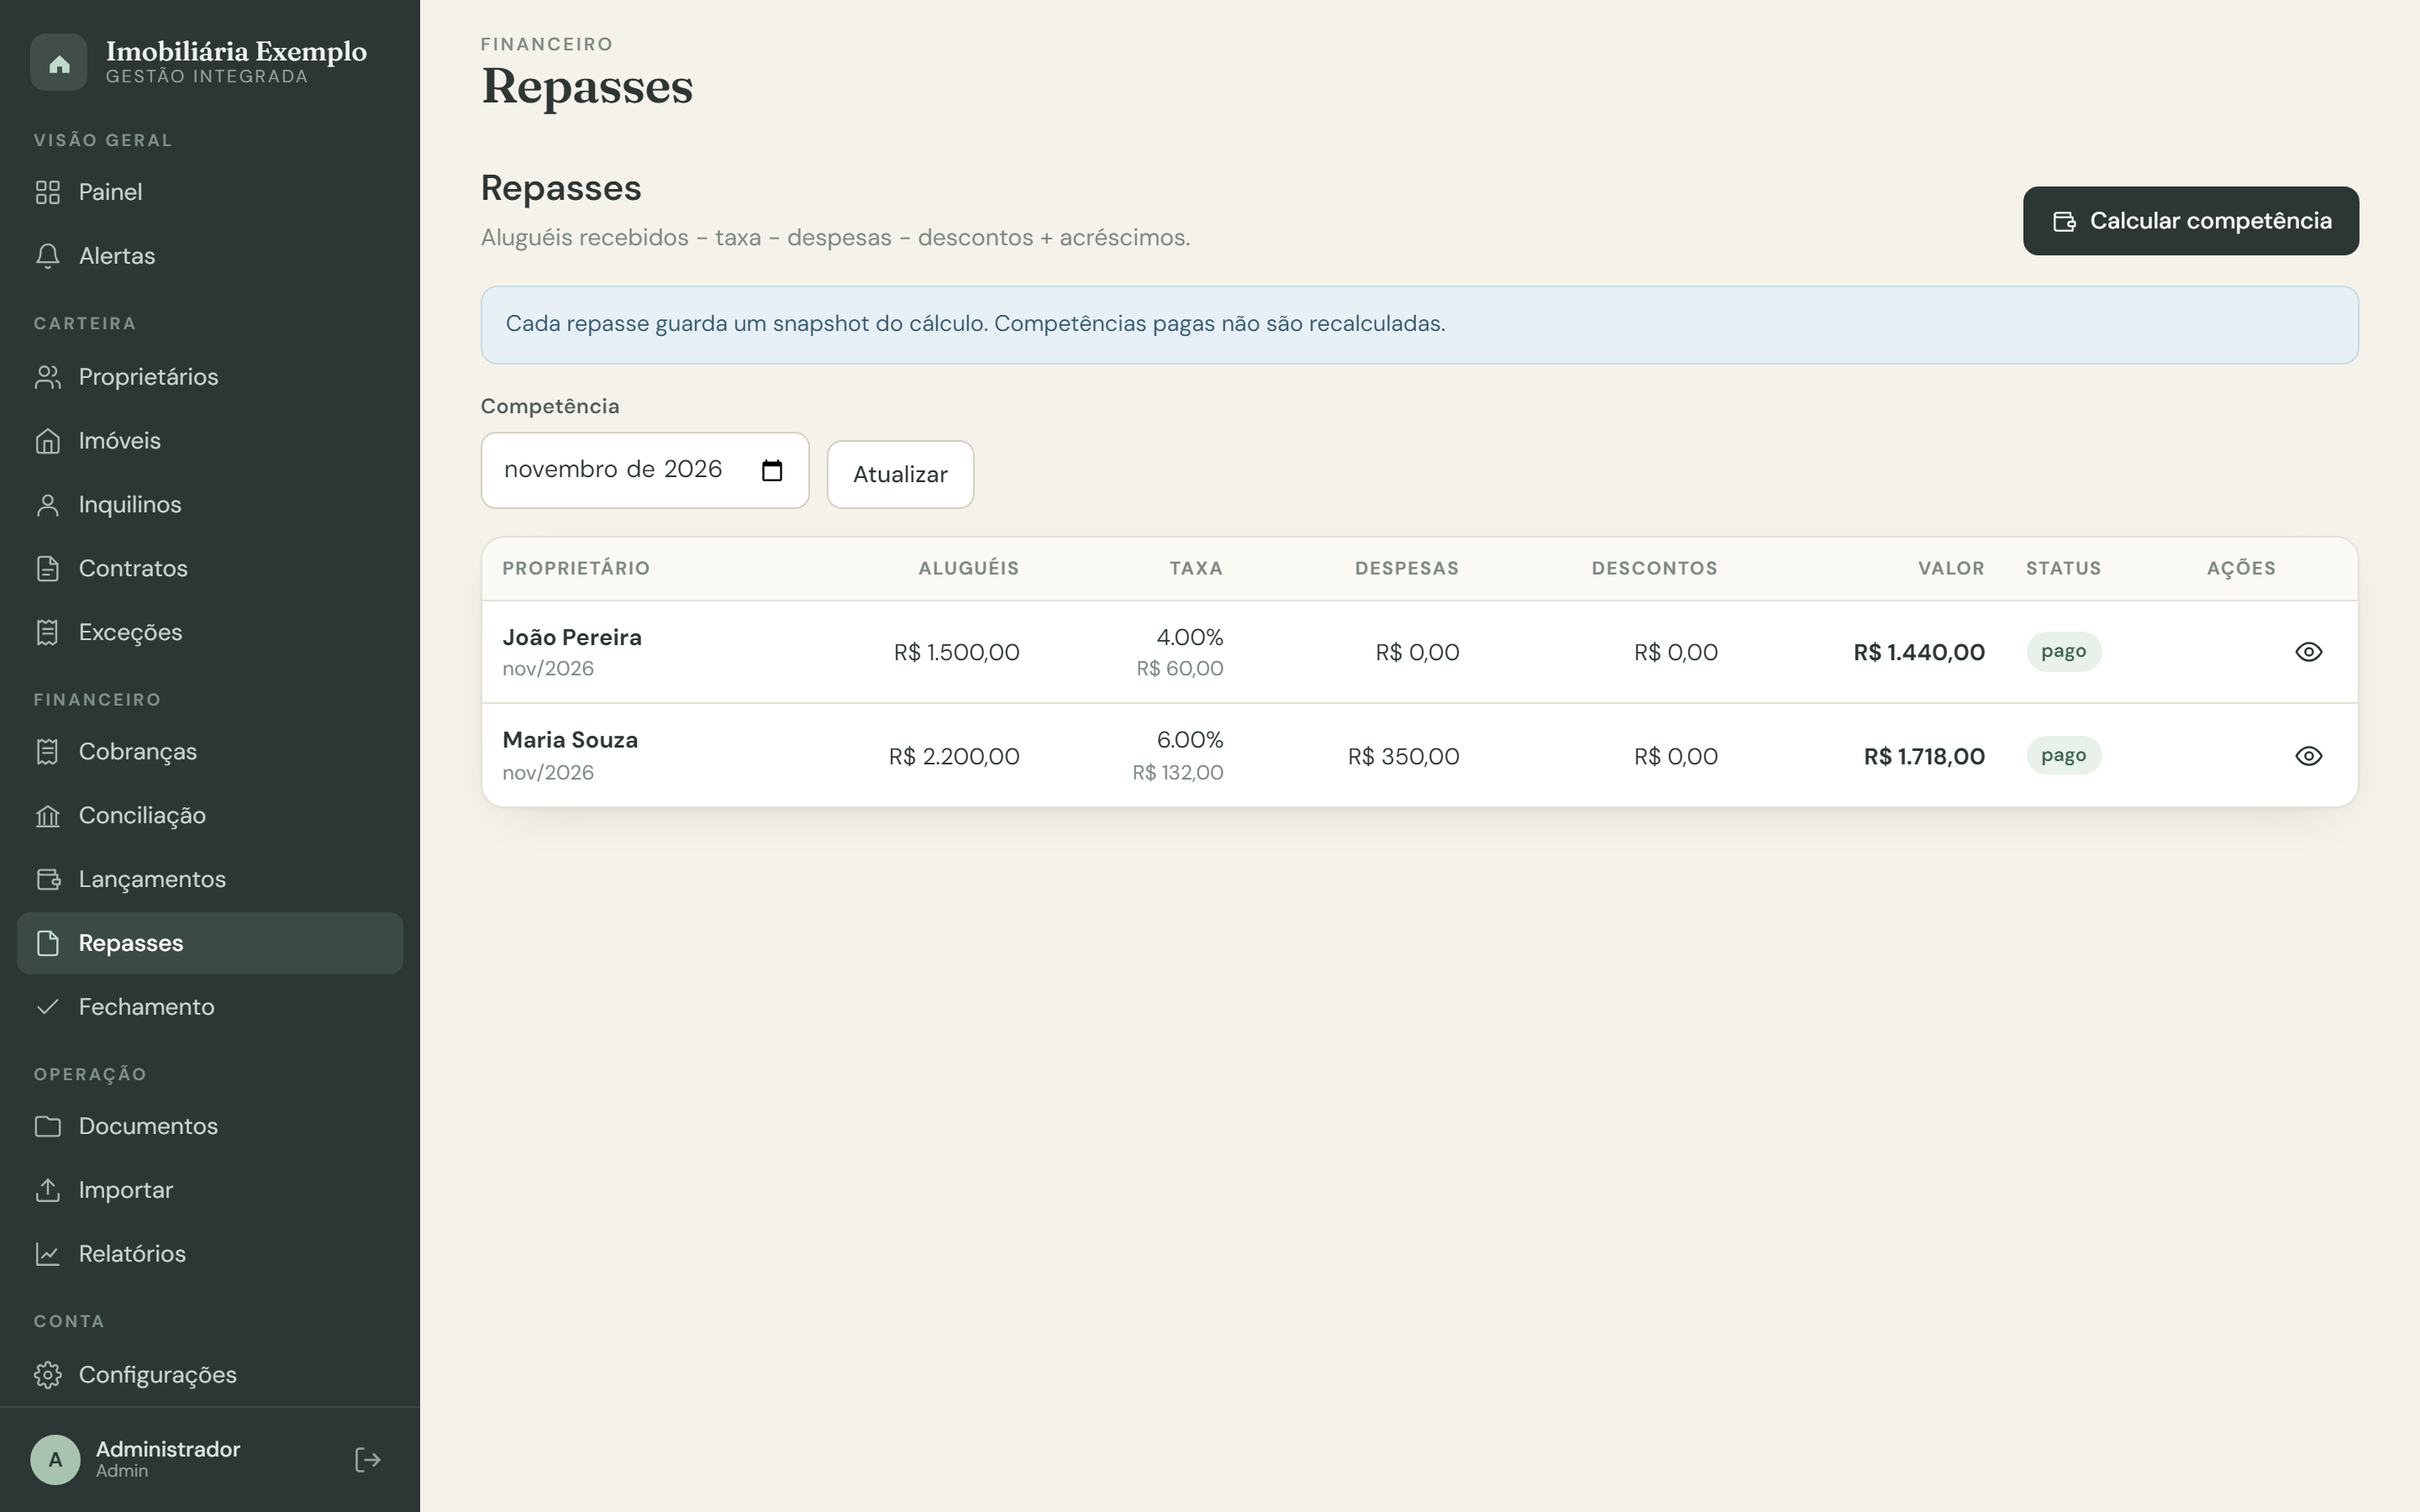 Imobiliária Exemplo
GESTÃO INTEGRADA
VISÃO GERAL
Painel
Alertas
CARTEIRA
Proprietários
Imóveis
Inquilinos
Contratos
Exceções
FINANCEIRO
Cobranças
Conciliação
Lançamentos
Repasses
Fechamento
OPERAÇÃO
Documentos
Importar
Relatórios
CONTA
Configurações
A
Administrador
Admin
FINANCEIRO
Repasses
Repasses
Aluguéis recebidos − taxa − despesas − descontos + acréscimos.
Calcular competência
Cada repasse guarda um snapshot do cálculo. Competências pagas não são recalculadas.
Competência
novembro de 2026
Atualizar
PROPRIETÁRIO ALUGUÉIS TAXA DESPESAS DESCONTOS VALOR STATUS AÇÕES
João Pereira R$ 1.500,00 4.00% R$ 0,00 R$ 0,00 R$ 1.440,00 pago
nov/2026 R$ 60,00
Maria Souza R$ 2.200,00 6.00% R$ 350,00 R$ 0,00 R$ 1.718,00 pago
nov/2026 R$ 132,00